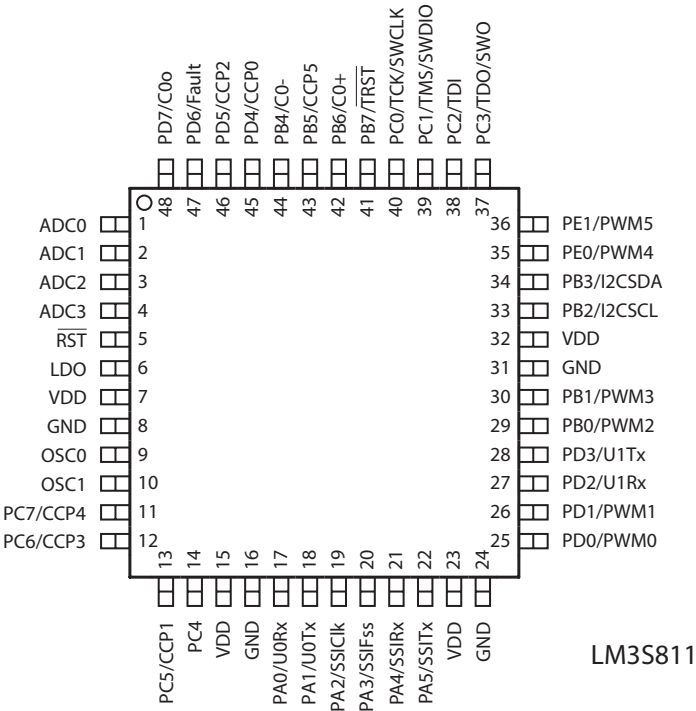 PD7/C0o
PD6/Fault
PD5/CCP2
PD4/CCP0
PB4/C0-
PB5/CCP5
PB6/C0+
PB7/TRST
PC0/TCK/SWCLK
PC1/TMS/SWDIO
PC2/TDI
PC3/TDO/SWO
48
47
46
45
44
43
42
41
40
39
38
37
ADC0 1
ADC1 2
ADC2 3
ADC3 4
RST 5
LDO 6
VDD 7
GND 8
OSC0 9
OSC1 10
PC7/CCP4 11
PC6/CCP3 12
36 PE1/PWM5
35 PE0/PWM4
34 PB3/I2CSDA
33 PB2/I2CSCL
32 VDD
31 GND
30 PB1/PWM3
29 PB0/PWM2
28 PD3/U1Tx
27 PD2/U1Rx
26 PD1/PWM1
25 PD0/PWM0
13
14
15
16
17
18
19
20
21
22
23
24
PC5/CCP1
PC4
VDD
GND
PA0/U0Rx
PA1/U0Tx
PA2/SSIClk
PA3/SSIFss
PA4/SSIRx
PA5/SSITx
VDD
GND
LM3S811